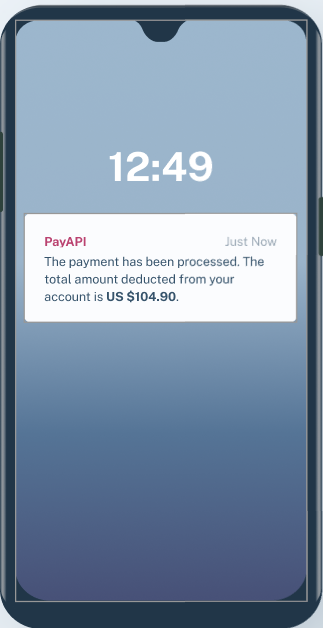 12:49
PayAPI Just Now
The payment has been processed. The
total amount deducted from your
account is US $104.90.